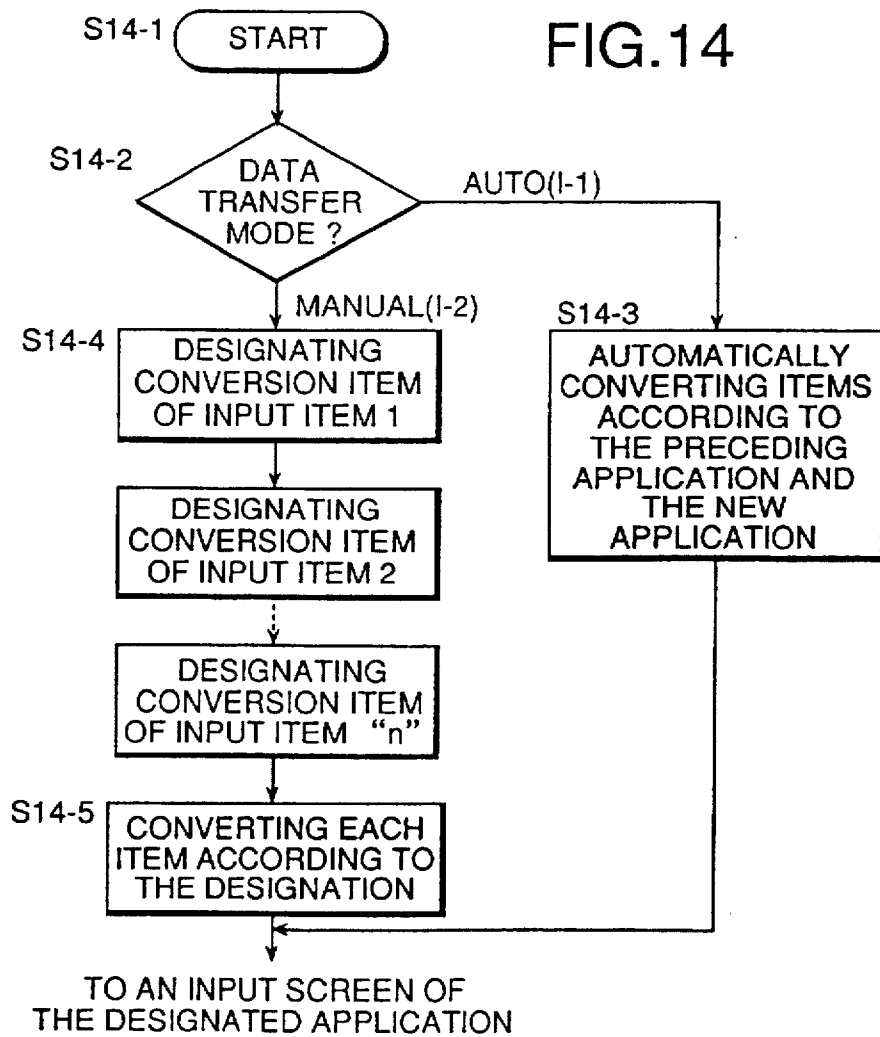 S14-1
START
FIG.14
S14-2
DATA
TRANSFER
MODE ?
AUTO(I-1)
MANUAL(I-2)
S14-4
DESIGNATING
CONVERSION ITEM
OF INPUT ITEM 1
S14-3
AUTOMATICALLY
CONVERTING ITEMS
ACCORDING TO
THE PRECEDING
APPLICATION AND
THE NEW
APPLICATION
DESIGNATING
CONVERSION ITEM
OF INPUT ITEM 2
DESIGNATING
CONVERSION ITEM
OF INPUT ITEM "n"
S14-5
CONVERTING EACH
ITEM ACCORDING TO
THE DESIGNATION
TO AN INPUT SCREEN OF
THE DESIGNATED APPLICATION